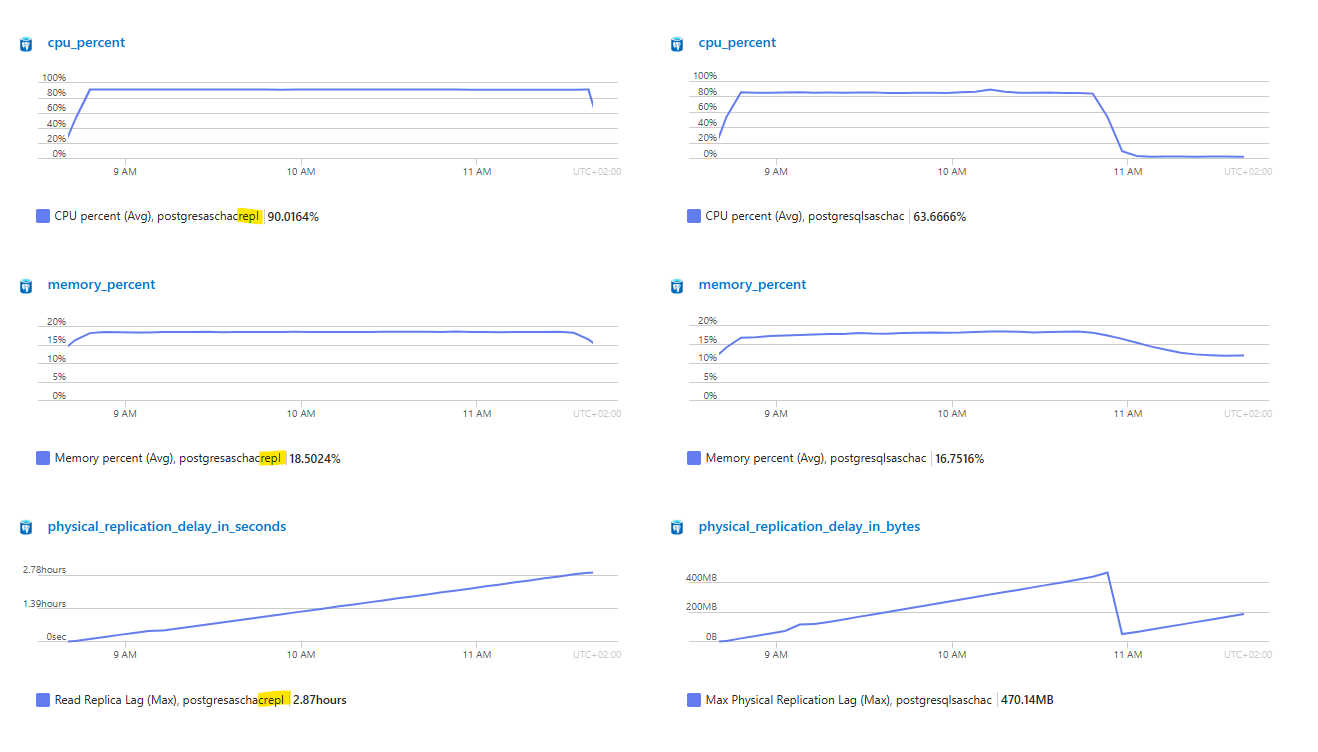 cpu_percent
100%
80%
60%
40%
20%
0%
9 AM 10 AM 11 AM UTC+02:00
CPU percent (Avg), postgresaschacrepl 90.0164%
cpu_percent
100%
80%
60%
40%
20%
0%
9 AM 10 AM 11 AM UTC+02:00
CPU percent (Avg), postgresqlsaschac 63.6666%
memory_percent
20%
15%
10%
5%
0%
9 AM 10 AM 11 AM UTC+02:00
Memory percent (Avg), postgresaschacrepl 18.5024%
memory_percent
20%
15%
10%
5%
0%
9 AM 10 AM 11 AM UTC+02:00
Memory percent (Avg), postgresqlsaschac 16.7516%
physical_replication_delay_in_seconds
2.78hours
1.39hours
0sec
9 AM 10 AM 11 AM UTC+02:00
Read Replica Lag (Max), postgresaschacrepl 2.87hours
physical_replication_delay_in_bytes
400MB
200MB
0B
9 AM 10 AM 11 AM UTC+02:00
Max Physical Replication Lag (Max), postgresqlsaschac 470.14MB